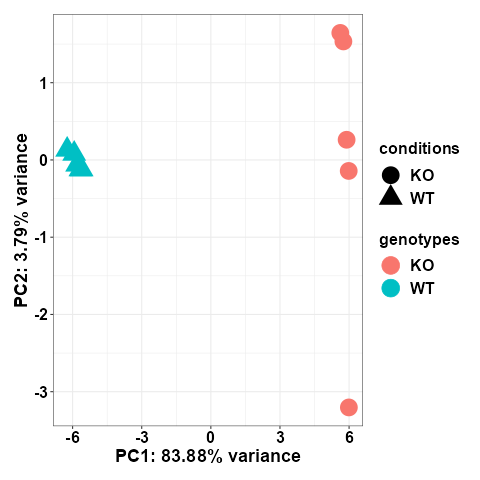 PC2: 3.79% variance
1
0
-1
-2
-3
-6 -3 0 3 6
PC1: 83.88% variance
conditions
KO
WT
genotypes
KO
WT